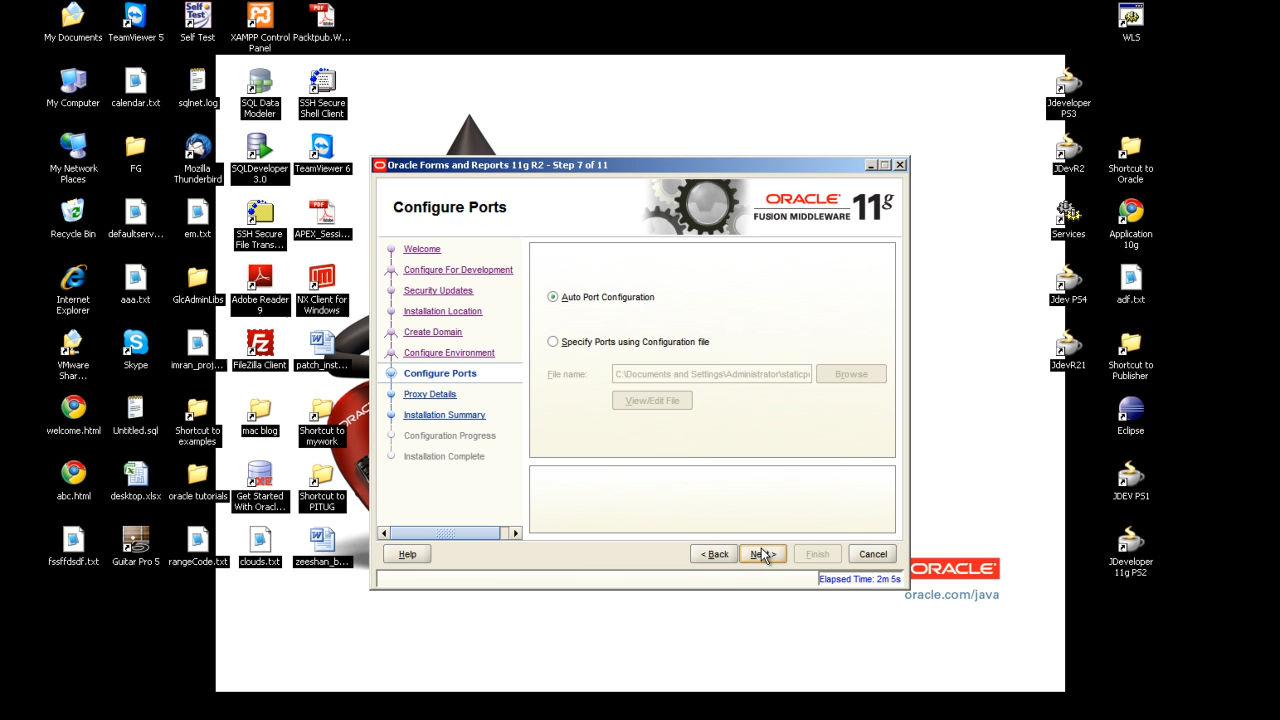 My Documents
TeamViewer 5
Self Test
XAMPP Control
Panel
Packtpub.W...
WLS
My Computer
calendar.txt
sqlnet.log
SQL Data
Modeler
SSH Secure
Shell Client
Jdeveloper
PS3
My Network
Places
FG
Mozilla
Thunderbird
SQLDeveloper
3.0
TeamViewer 6
JDevR2
Shortcut to
Oracle
Recycle Bin
defaultserv...
em.txt
SSH Secure
File Trans...
APEX_Sessi...
Services
Application
10g
Internet
Explorer
aaa.txt
GlcAdminLibs
Adobe Reader
9
NX Client for
Windows
Jdev PS4
adf.txt
VMware
Shar...
Skype
imran_proj...
FileZilla Client
patch_inst...
JDevR21
Shortcut to
Publisher
welcome.html
Untitled.sql
Shortcut to
examples
mac blog
Shortcut to
mywork
Eclipse
abc.html
desktop.xlsx
oracle tutorials
Get Started
With Oracl...
Shortcut to
PITUG
JDEV PS1
fssffdsdf.txt
Guitar Pro 5
rangeCode.txt
clouds.txt
zeeshan_b...
JDeveloper
11g PS2
Oracle Forms and Reports 11g R2 - Step 7 of 11
Configure Ports
ORACLE
FUSION MIDDLEWARE 11g
Welcome
Configure For Development
Security Updates
Installation Location
Create Domain
Configure Environment
Configure Ports
Proxy Details
Installation Summary
Configuration Progress
Installation Complete
Auto Port Configuration
Specify Ports using Configuration file
File name: C:\Documents and Settings\Administrator\staticp Browse
View/Edit File
Help
< Back
Next >
Finish
Cancel
Elapsed Time: 2m 5s
ORACLE
oracle.com/java